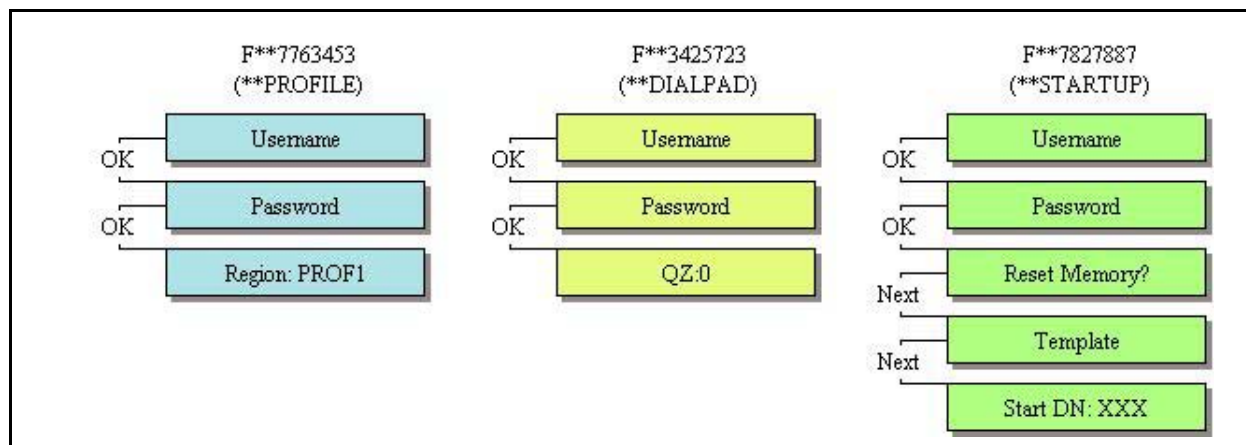 F**7763453
(**PROFILE)
Username
OK
Password
OK
Region: PROF1
F**3425723
(**DIALPAD)
Username
OK
Password
OK
QZ:0
F**7827887
(**STARTUP)
Username
OK
Password
OK
Reset Memory?
Next
Template
Next
Start DN: XXX